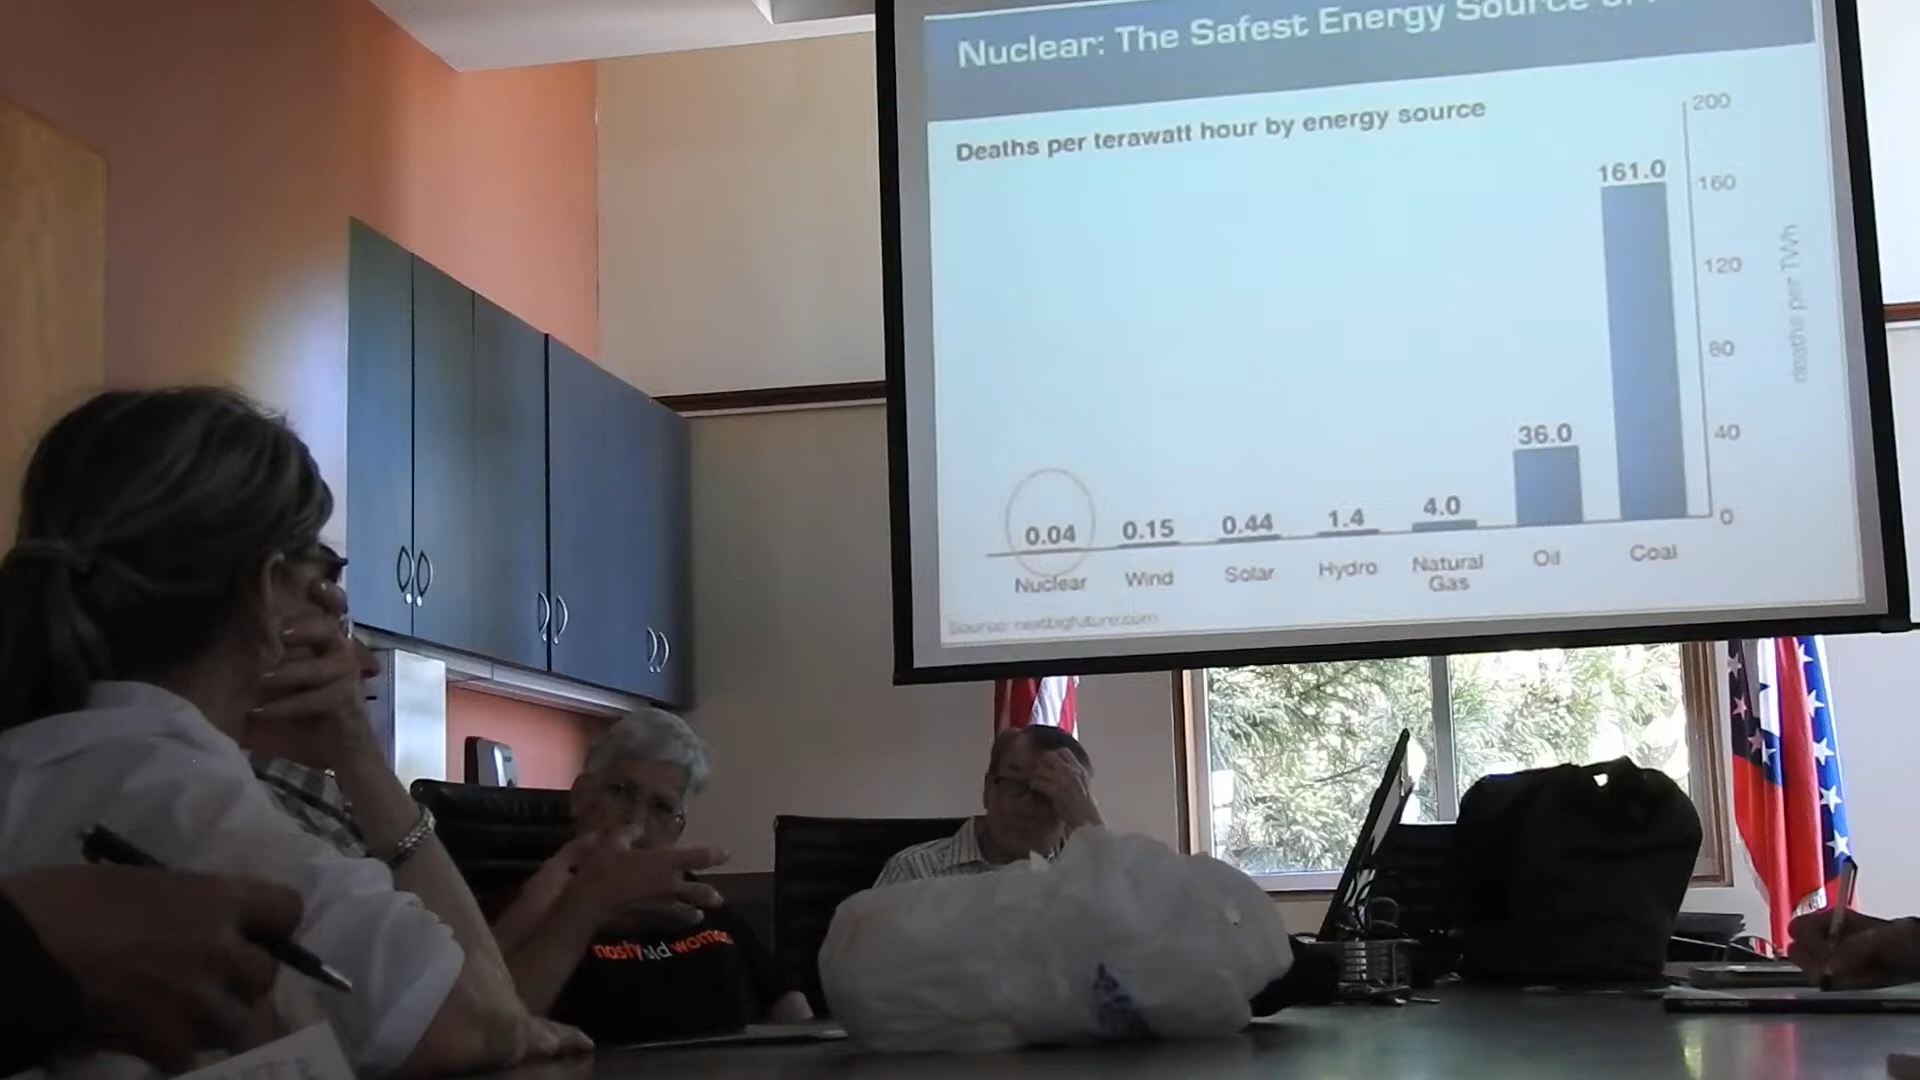 Nuclear: The Safest Energy Source
Deaths per terawatt hour by energy source
200
161.0
160
120
deaths per TWh
80
36.0
40
4.0
1.4
0.44
0.15
0.04
0
Nuclear
Wind
Solar
Hydro
Natural
Gas
Oil
Coal
Source: nextbigfuture.com
nasty old